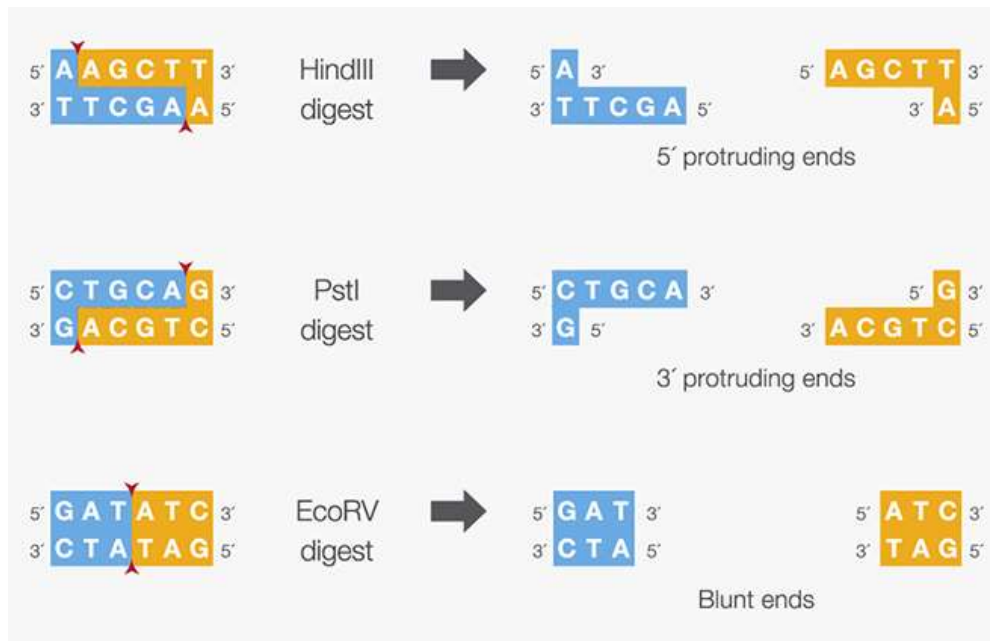 5′ A A G C T T 3′
3′ T T C G A A 5′
HindIII
digest
5′ A 3′
3′ T T C G A 5′
5′ A G C T T 3′
3′ A 5′
5′ protruding ends
5′ C T G C A G 3′
3′ G A C G T C 5′
PstI
digest
5′ C T G C A 3′
3′ G 5′
5′ G 3′
3′ A C G T C 5′
3′ protruding ends
5′ G A T A T C 3′
3′ C T A T A G 5′
EcoRV
digest
5′ G A T 3′
3′ C T A 5′
5′ A T C 3′
3′ T A G 5′
Blunt ends